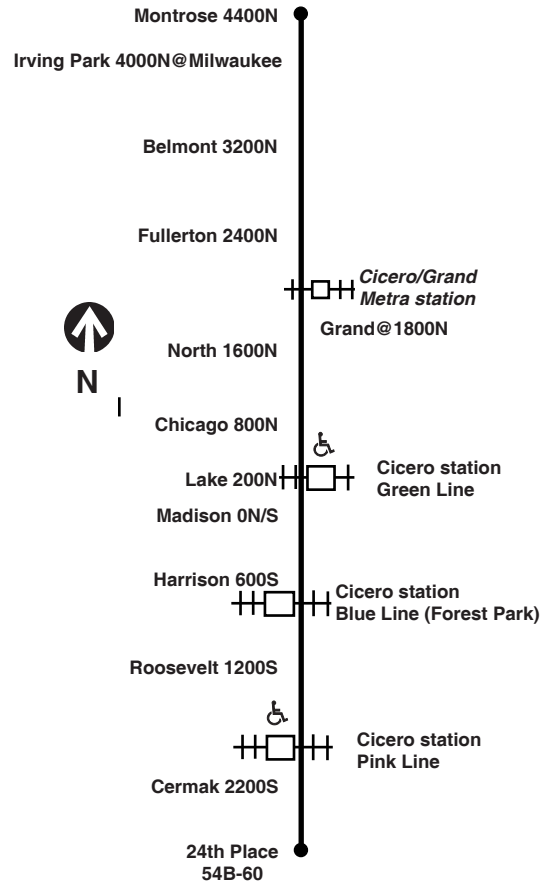 Montrose 4400N
Irving Park 4000N@Milwaukee
Belmont 3200N
Fullerton 2400N
Cicero/Grand
Metra station
Grand@1800N
North 1600N
N
Chicago 800N
Lake 200N
Cicero station
Green Line
Madison 0N/S
Harrison 600S
Cicero station
Blue Line (Forest Park)
Roosevelt 1200S
Cicero station
Pink Line
Cermak 2200S
24th Place
54B-60